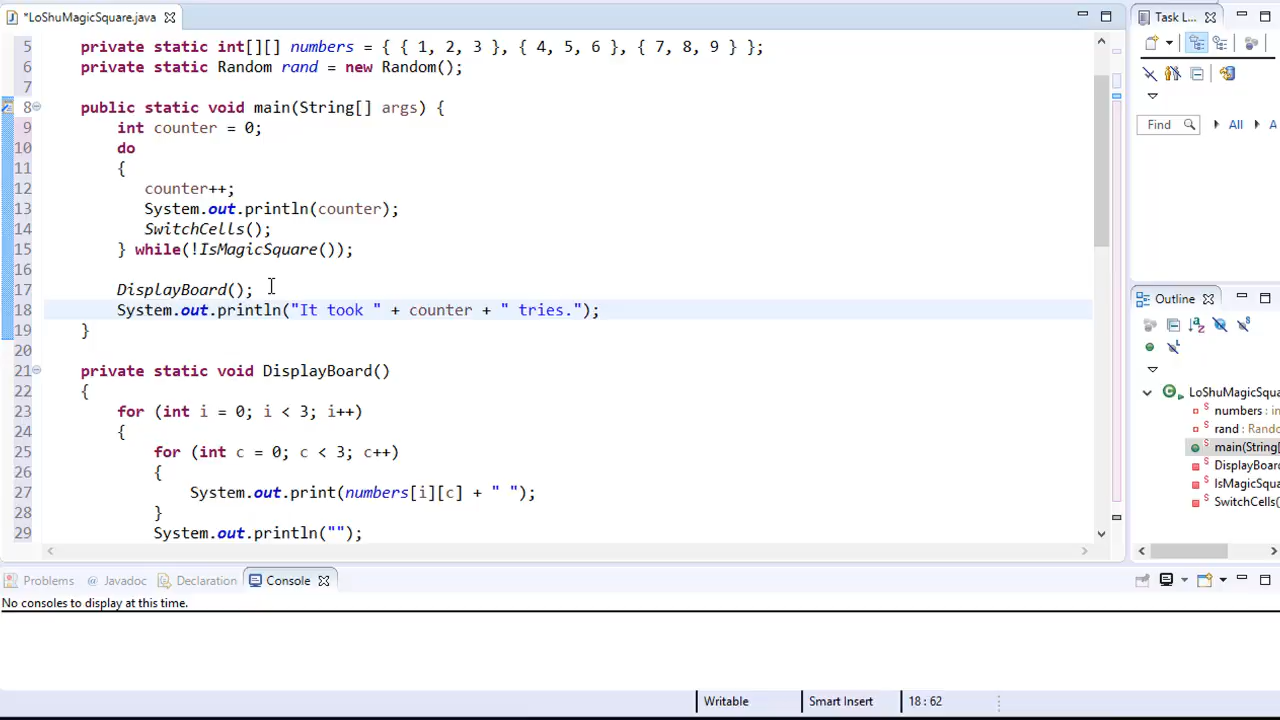 *LoShuMagicSquare.java
Task L...
5 private static int[][] numbers = { { 1, 2, 3 }, { 4, 5, 6 }, { 7, 8, 9 } };
6 private static Random rand = new Random();
7
8 public static void main(String[] args) {
9 int counter = 0;
10 do
11 {
12 counter++;
13 System.out.println(counter);
14 SwitchCells();
15 } while(!IsMagicSquare());
16
17 DisplayBoard();
18 System.out.println("It took " + counter + " tries.");
19 }
20
21 private static void DisplayBoard()
22 {
23 for (int i = 0; i < 3; i++)
24 {
25 for (int c = 0; c < 3; c++)
26 {
27 System.out.print(numbers[i][c] + " ");
28 }
29 System.out.println("");
Find
All
A
Outline
LoShuMagicSqua
numbers : in
rand : Rando
main(String[
DisplayBoard
IsMagicSqua
SwitchCells(
Problems
@ Javadoc
Declaration
Console
No consoles to display at this time.
Writable
Smart Insert
18 : 62